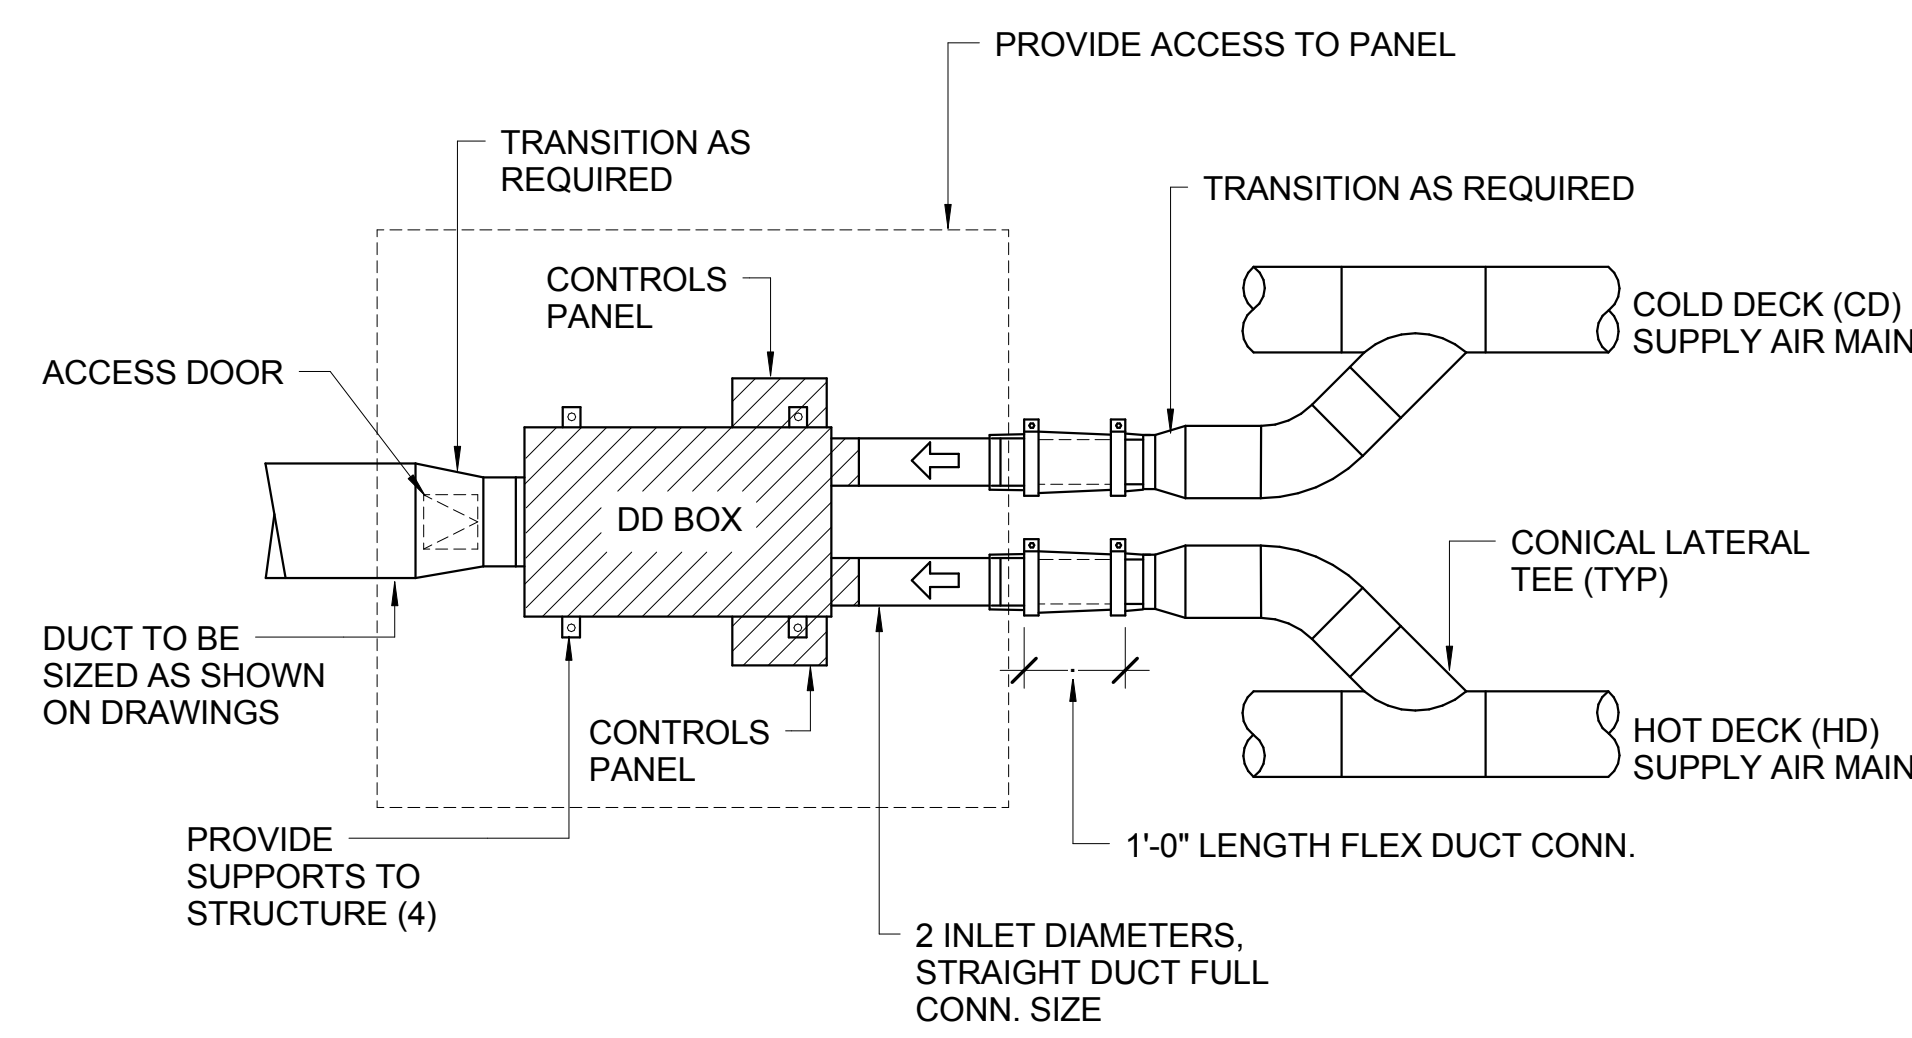 PROVIDE ACCESS TO PANEL
TRANSITION AS
REQUIRED
TRANSITION AS REQUIRED
CONTROLS
PANEL
COLD DECK (CD)
SUPPLY AIR MAIN
ACCESS DOOR
DD BOX
CONICAL LATERAL
TEE (TYP)
DUCT TO BE
SIZED AS SHOWN
ON DRAWINGS
CONTROLS
PANEL
HOT DECK (HD)
SUPPLY AIR MAIN
PROVIDE
SUPPORTS TO
STRUCTURE (4)
1'-0" LENGTH FLEX DUCT CONN.
2 INLET DIAMETERS,
STRAIGHT DUCT FULL
CONN. SIZE